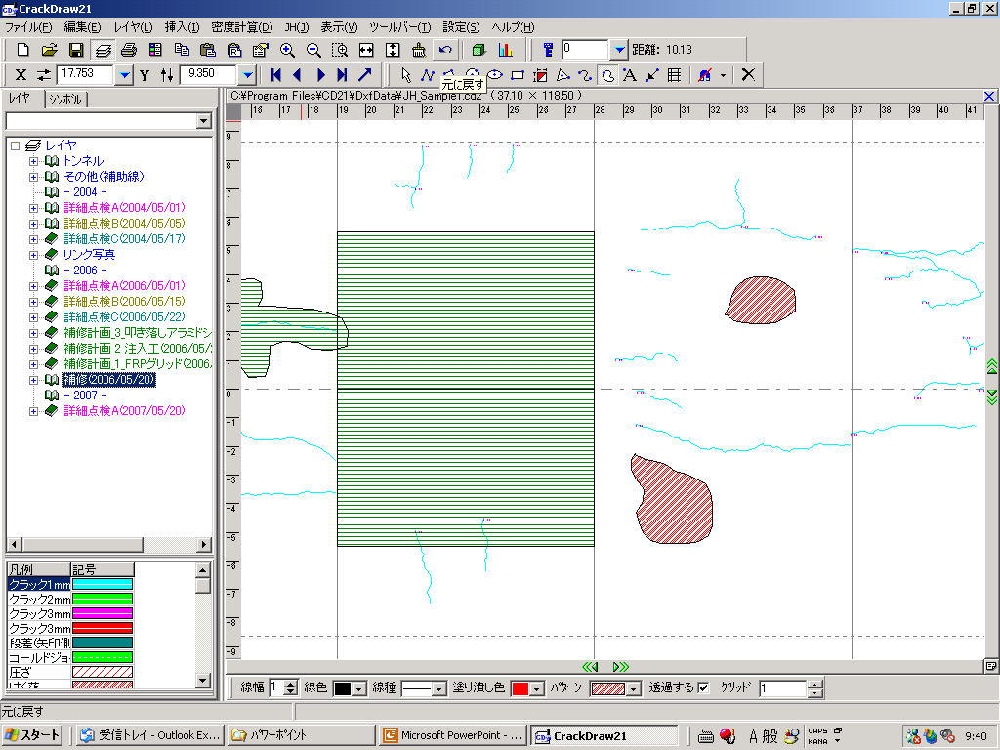 CrackDraw21
ファイル(F) 編集(E) レイヤ(L) 挿入(I) 密度計算(D) JH(J) 表示(V) ツールバー(T) 設定(S) ヘルプ(H)
0 距離: 10.13
X 17.753 Y 9.350
元に戻す
レイヤ シンボル
C:¥Program Files¥CD21¥DxfData¥JH_Sample1.cdz ( 37.10 × 118.50 )
16 17 18 19 20 21 22 23 24 25 26 27 28 29 30 31 32 33 34 35 36 37 38 39 40 41
9
8
7
6
5
4
3
2
1
0
-1
-2
-3
-4
-5
-6
-7
-8
-9
レイヤ
トンネル
その他(補助線)
- 2004 -
詳細点検A(2004/05/01)
詳細点検B(2004/05/05)
詳細点検C(2004/05/17)
リンク写真
- 2006 -
詳細点検A(2006/05/01)
詳細点検B(2006/05/15)
詳細点検C(2006/05/22)
補修計画_3_叩き落しアラミドシ
補修計画_2_注入工(2006/05/
補修計画_1_FRPグリッド(2006/
補修(2006/05/20)
- 2007 -
詳細点検A(2007/05/20)
凡例 記号
クラック1mm
クラック2mm
クラック3mm
クラック3mm
段差(矢印側
コールドジョ
圧ざ
はく落
線幅 1 線色 線種 塗り潰し色 パターン 透過する グリッド 1
元に戻す
スタート 受信トレイ - Outlook Ex... パワーポイント Microsoft PowerPoint - ... CrackDraw21 A 般 CAPS KANA 9:40